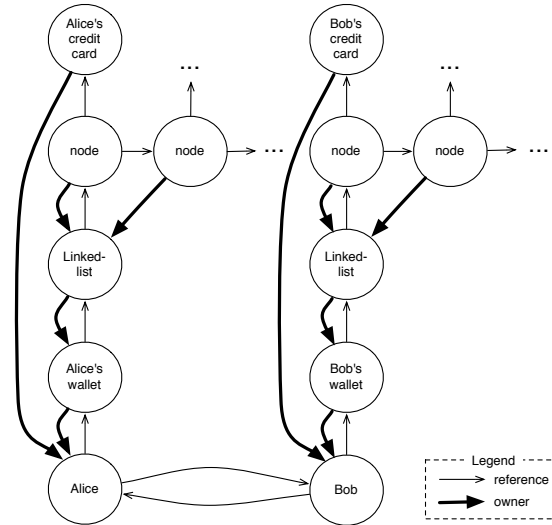 Alice's
credit
card
Bob's
credit
card
...
...
node
node
...
node
node
...
Linked-
list
Linked-
list
Alice's
wallet
Bob's
wallet
Alice
Bob
Legend
reference
owner